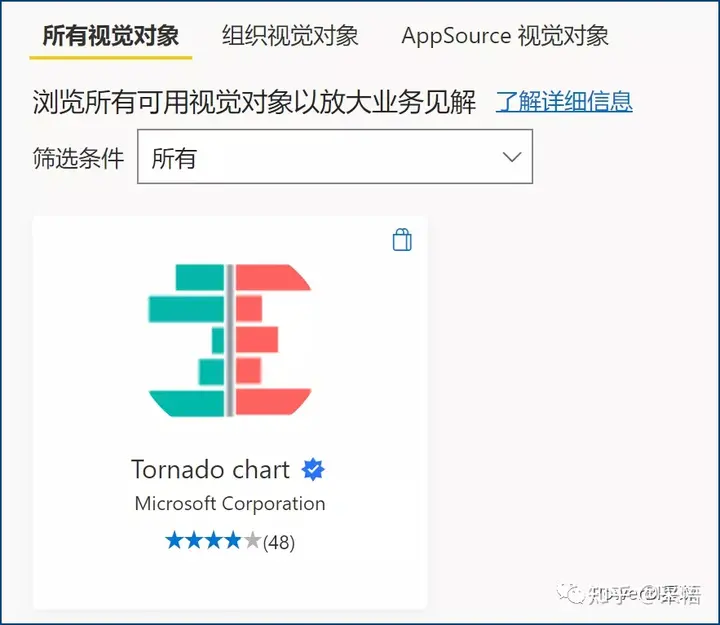 所有视觉对象 组织视觉对象 AppSource 视觉对象
浏览所有可用视觉对象以放大业务见解 了解详细信息
筛选条件 所有
Tornado chart
Microsoft Corporation
(48)
知乎